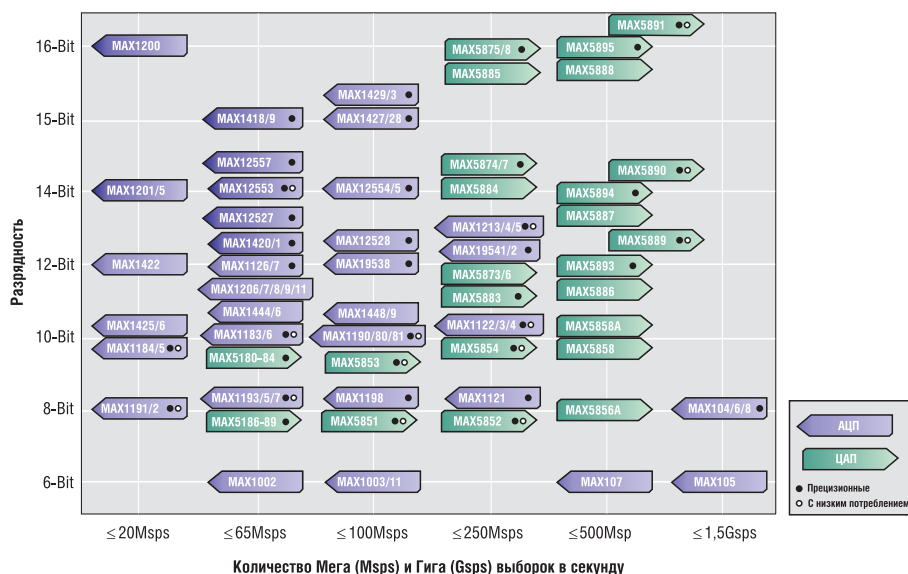 Разрядность
16-Bit
MAX1200
MAX5875/8
MAX5885
MAX5891
MAX5895
MAX5888
15-Bit
MAX1418/9
MAX1429/3
MAX1427/28
14-Bit
MAX1201/5
MAX12557
MAX12553
MAX12527
MAX12554/5
MAX5874/7
MAX5884
MAX5890
MAX5894
MAX5887
12-Bit
MAX1422
MAX1420/1
MAX1126/7
MAX1206/7/8/9/11
MAX12528
MAX19538
MAX1213/4/5
MAX19541/2
MAX5873/6
MAX5883
MAX5889
MAX5893
MAX5886
10-Bit
MAX1425/6
MAX1184/5
MAX1444/6
MAX1183/6
MAX5180-84
MAX1448/9
MAX1190/80/81
MAX5853
MAX1122/3/4
MAX5854
MAX5858A
MAX5858
8-Bit
MAX1191/2
MAX1193/5/7
MAX5186-89
MAX1198
MAX5851
MAX1121
MAX5852
MAX5856A
MAX104/6/8
6-Bit
MAX1002
MAX1003/11
MAX107
MAX105
≤20Msps
≤65Msps
≤100Msps
≤250Msps
≤500Msp
≤1,5Gsps
Количество Мега (Msps) и Гига (Gsps) выборок в секунду
АЦП
ЦАП
Прецизионные
С низким потреблением